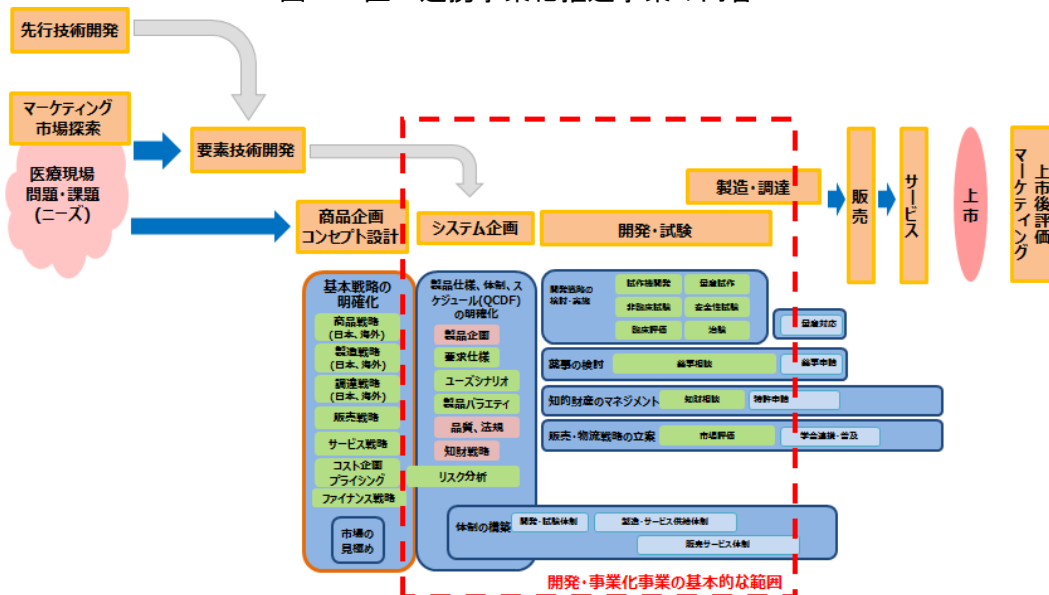 先行技術開発
マーケティング
市場探索
医療現場
問題・課題
(ニーズ)
要素技術開発
商品企画
コンセプト設計
システム企画
開発・試験
製造・調達
販売
サービス
上市
上市後評価
マーケティング
基本戦略の
明確化
商品戦略
(日本、海外)
製造戦略
(日本、海外)
調達戦略
(日本、海外)
販売戦略
サービス戦略
コスト企画
プライシング
ファイナンス戦略
市場の
見極め
製品仕様、体制、ス
ケジュール(QCDF)
の明確化
製品企画
要求仕様
ユーズシナリオ
製品バラエティ
品質、法規
知財戦略
リスク分析
開発戦略の
検討・実施
試作機開発
量産試作
非臨床試験
安全性試験
臨床評価
治験
量産対応
薬事の検討
薬事相談
薬事申請
知的財産のマネジメント
知財相談
特許申請
販売・物流戦略の立案
市場評価
学会連携・普及
体制の構築
開発・試験体制
製造・サービス供給体制
販売サービス体制
開発・事業化事業の基本的な範囲